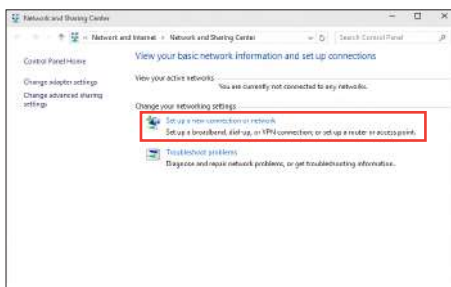 Network and Sharing Center
« Network and Internet › Network and Sharing Center
Search Control Panel
Control Panel Home
Change adapter settings
Change advanced sharing
settings
View your basic network information and set up connections
View your active networks
You are currently not connected to any networks.
Change your networking settings
Set up a new connection or network
Set up a broadband, dial-up, or VPN connection; or set up a router or access point.
Troubleshoot problems
Diagnose and repair network problems, or get troubleshooting information.